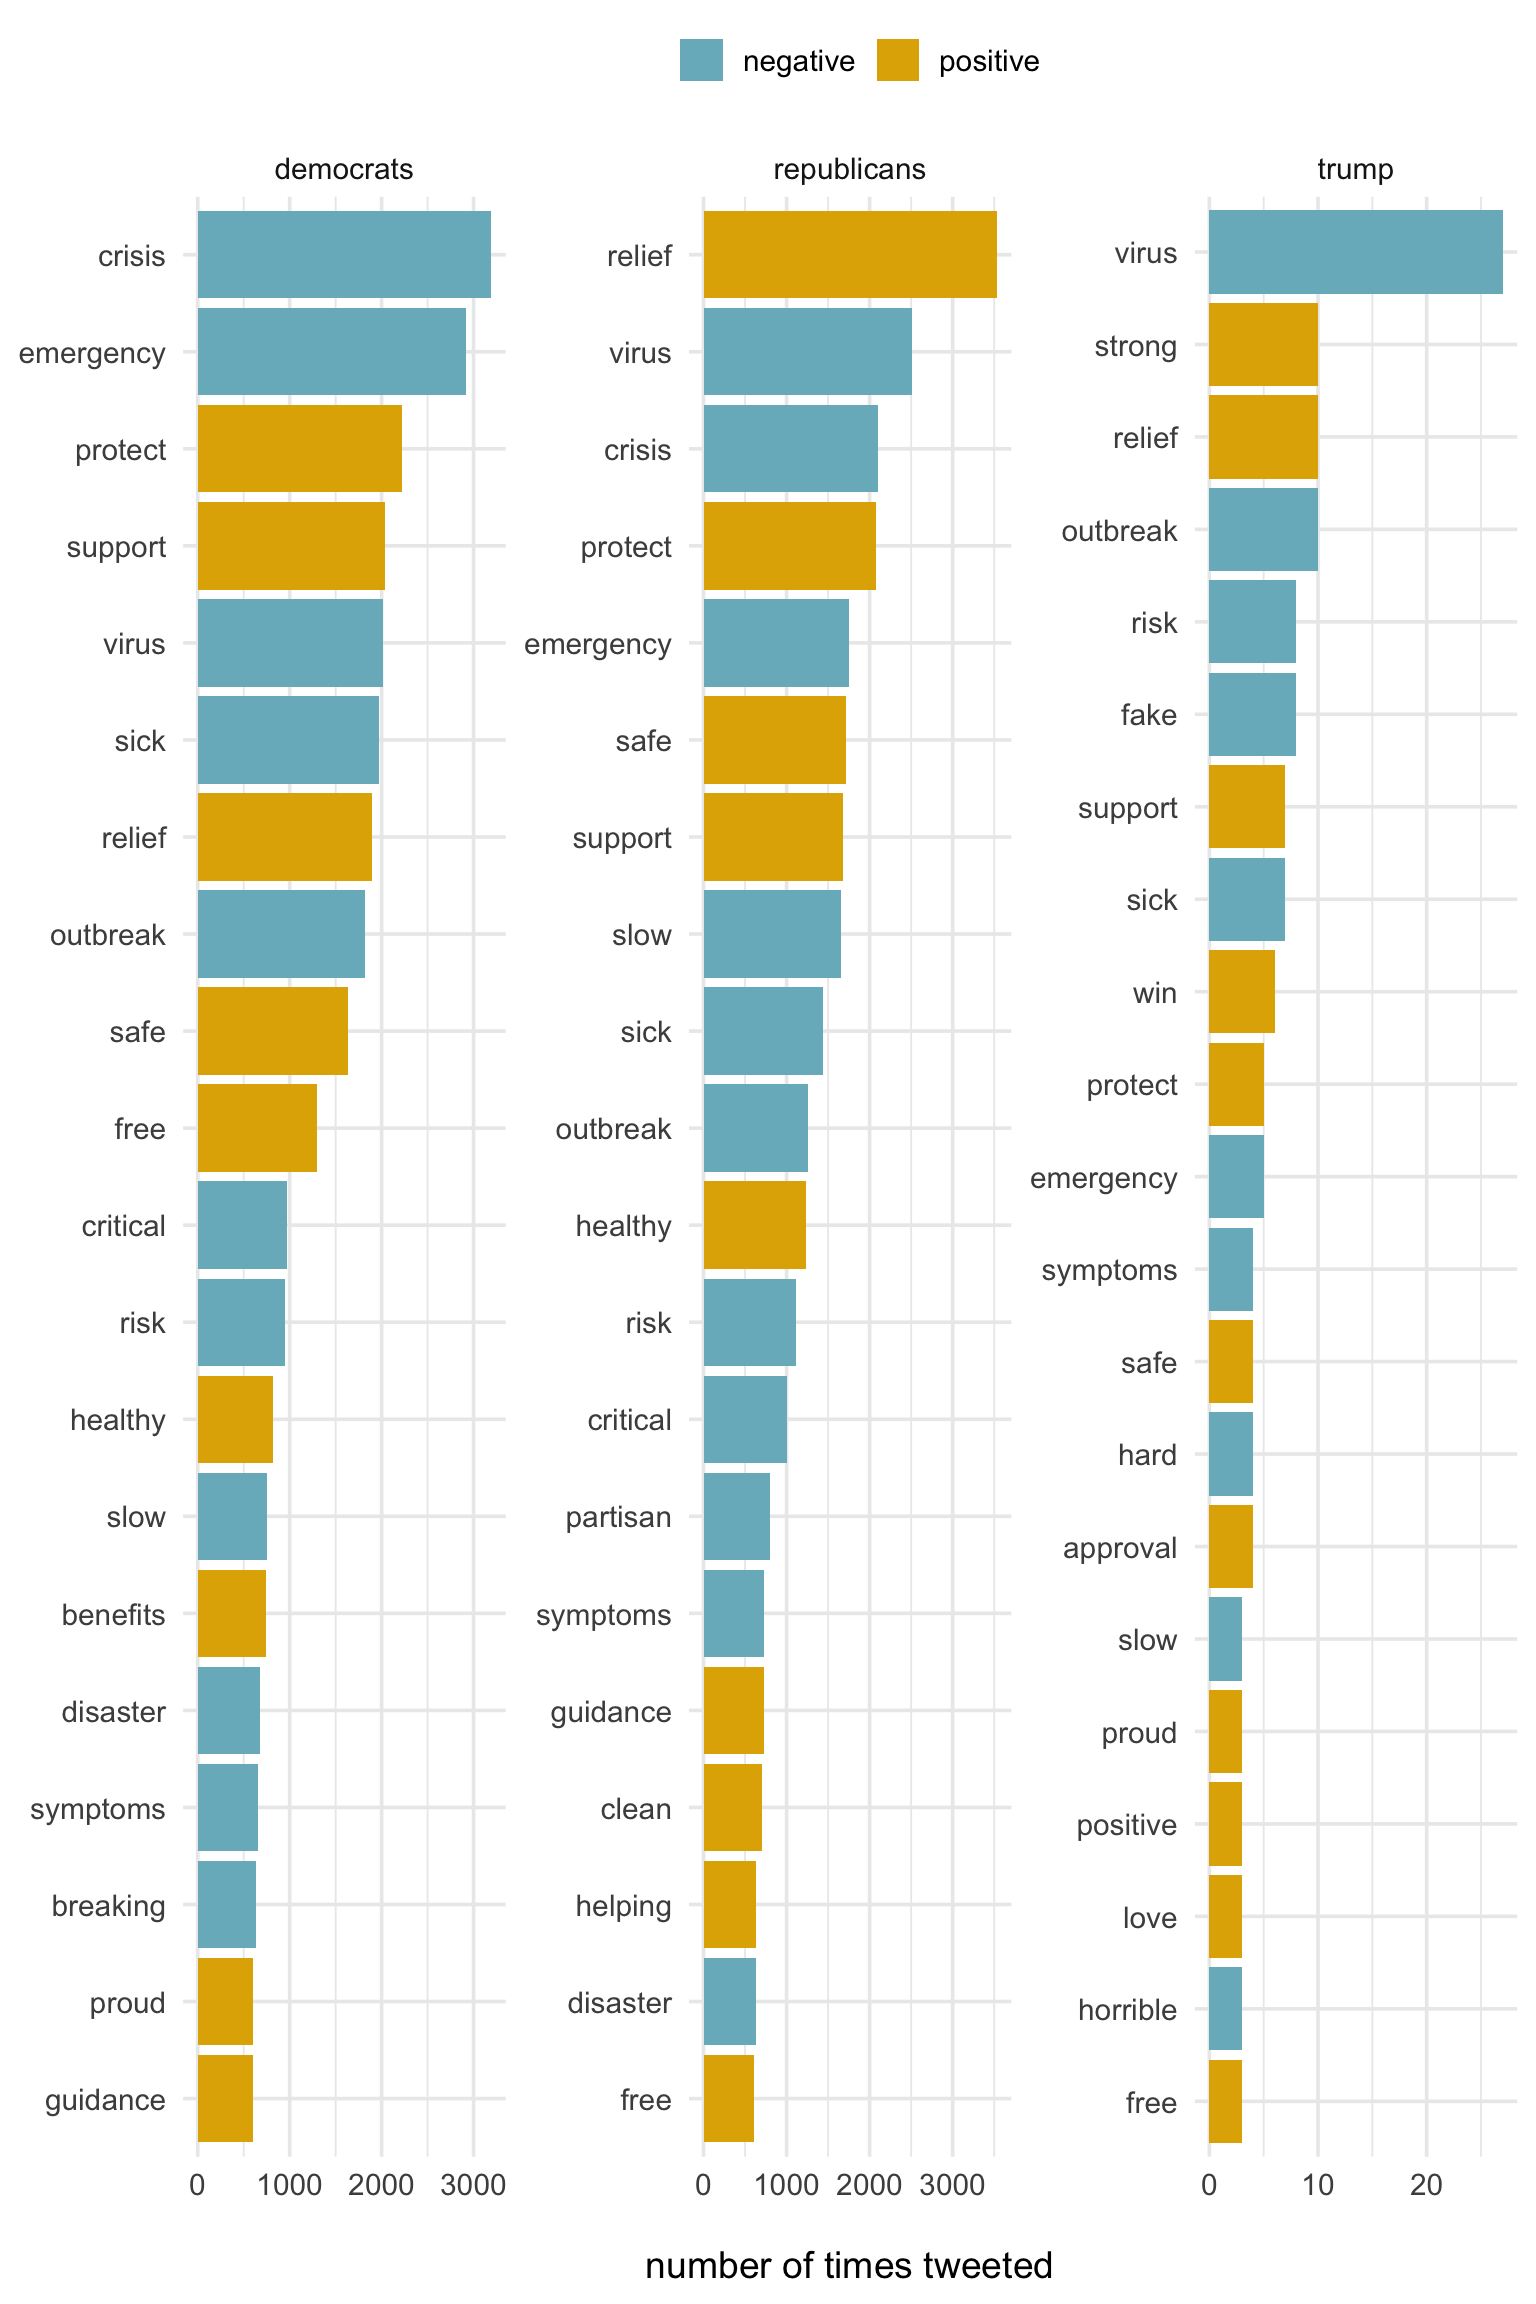 negative positive
democrats
crisis
emergency
protect
support
virus
sick
relief
outbreak
safe
free
critical
risk
healthy
slow
benefits
disaster
symptoms
breaking
proud
guidance
0 1000 2000 3000
republicans
relief
virus
crisis
protect
emergency
safe
support
slow
sick
outbreak
healthy
risk
critical
partisan
symptoms
guidance
clean
helping
disaster
free
0 1000 2000 3000
trump
virus
strong
relief
outbreak
risk
fake
support
sick
win
protect
emergency
symptoms
safe
hard
approval
slow
proud
positive
love
horrible
free
0 10 20
number of times tweeted